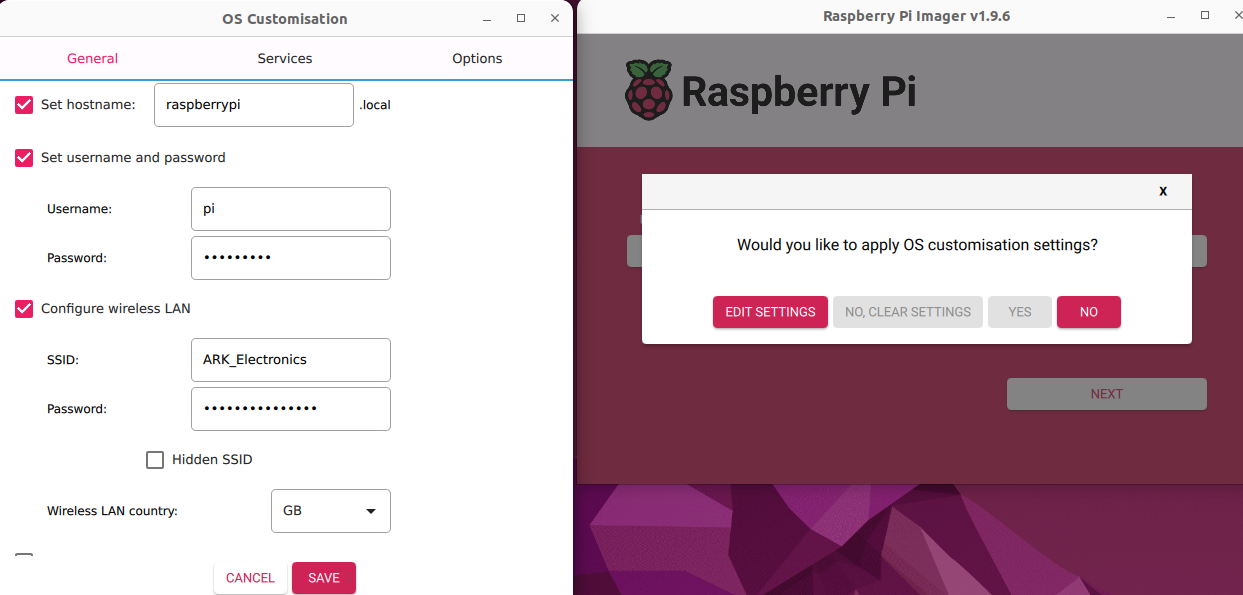 OS Customisation
General Services Options
Set hostname: raspberrypi .local
Set username and password
Username: pi
Password: •••••••••
Configure wireless LAN
SSID: ARK_Electronics
Password: •••••••••••••••
Hidden SSID
Wireless LAN country: GB
CANCEL SAVE
Raspberry Pi Imager v1.9.6
Raspberry Pi
X
Would you like to apply OS customisation settings?
EDIT SETTINGS NO, CLEAR SETTINGS YES NO
NEXT